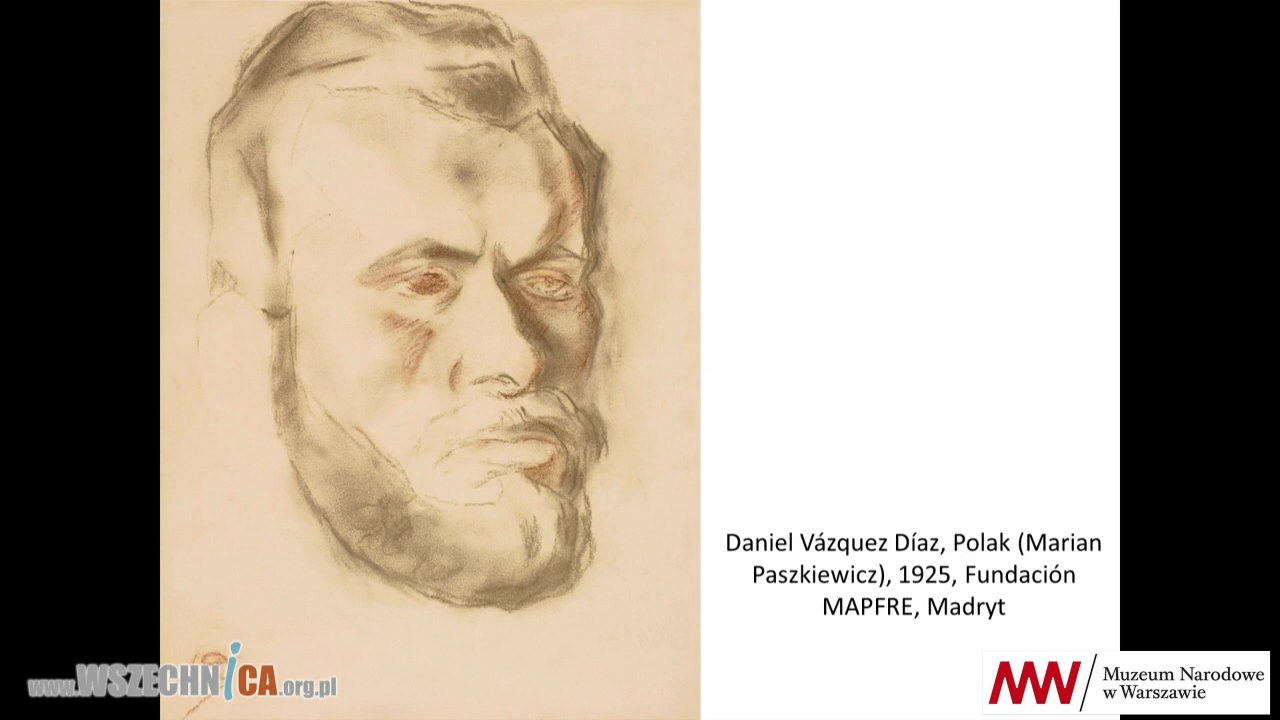 Daniel Vázquez Díaz, Polak (Marian
Paszkiewicz), 1925, Fundación
MAPFRE, Madryt
www.WSZECHNiCA.org.pl
Muzeum Narodowe
w Warszawie